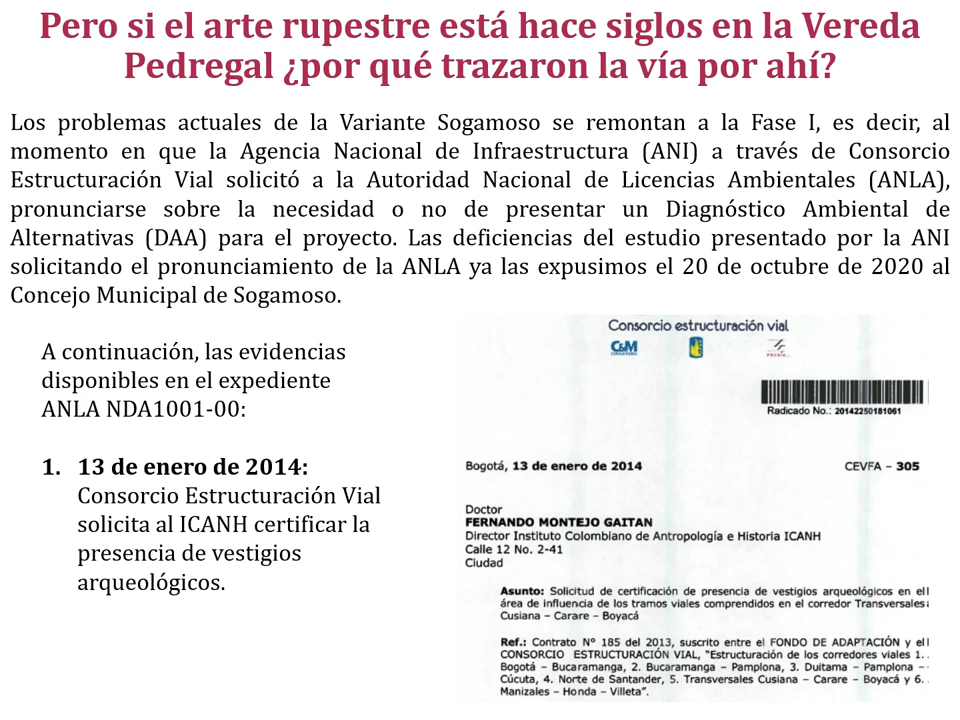 Pero si el arte rupestre está hace siglos en la Vereda
Pedregal ¿por qué trazaron la vía por ahí?
Los problemas actuales de la Variante Sogamoso se remontan a la Fase I, es decir, al
momento en que la Agencia Nacional de Infraestructura (ANI) a través de Consorcio
Estructuración Vial solicitó a la Autoridad Nacional de Licencias Ambientales (ANLA),
pronunciarse sobre la necesidad o no de presentar un Diagnóstico Ambiental de
Alternativas (DAA) para el proyecto. Las deficiencias del estudio presentado por la ANI
solicitando el pronunciamiento de la ANLA ya las expusimos el 20 de octubre de 2020 al
Concejo Municipal de Sogamoso.
A continuación, las evidencias
disponibles en el expediente
ANLA NDA1001-00:
1. 13 de enero de 2014:
Consorcio Estructuración Vial
solicita al ICANH certificar la
presencia de vestigios
arqueológicos.
Consorcio estructuración vial
C&M
Radicado No.: 20142250181061
Bogotá, 13 de enero de 2014
CEVFA – 305
Doctor
FERNANDO MONTEJO GAITAN
Director Instituto Colombiano de Antropología e Historia ICANH
Calle 12 No. 2-41
Ciudad
Asunto: Solicitud de certificación de presencia de vestigios arqueológicos en el
área de influencia de los tramos viales comprendidos en el corredor Transversales
Cusiana – Carare – Boyacá
Ref.: Contrato N° 185 del 2013, suscrito entre el FONDO DE ADAPTACIÓN y el
CONSORCIO ESTRUCTURACIÓN VIAL, "Estructuración de los corredores viales 1.
Bogotá – Bucaramanga, 2. Bucaramanga – Pamplona, 3. Duitama – Pamplona –
Cúcuta, 4. Norte de Santander, 5. Transversales Cusiana – Carare – Boyacá y 6.
Manizales – Honda – Villeta".